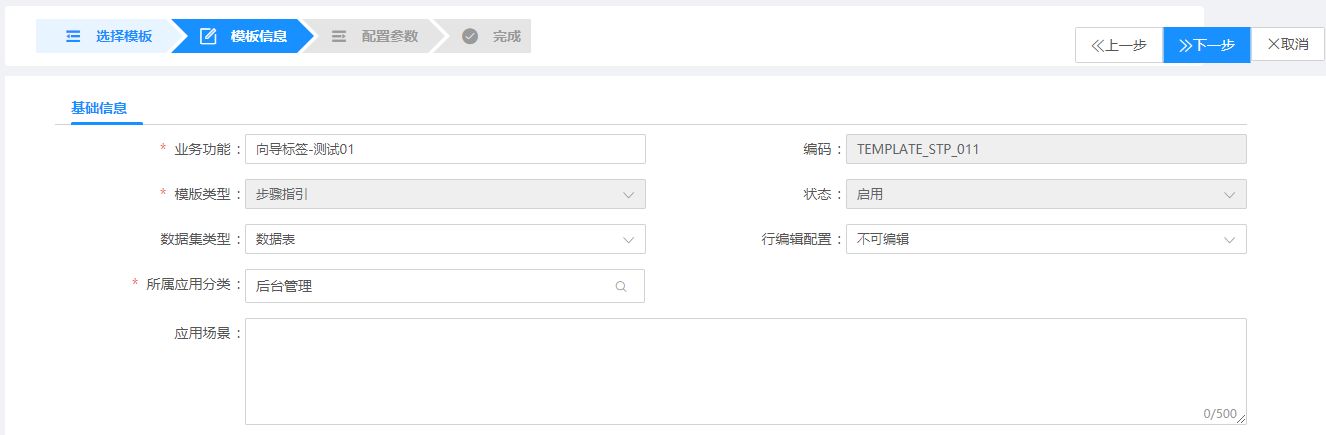 选择模板 模板信息 配置参数 完成 上一步 下一步 取消
基础信息
* 业务功能： 向导标签-测试01 编码： TEMPLATE_STP_011
* 模版类型： 步骤指引 状态： 启用
数据集类型： 数据表 行编辑配置： 不可编辑
* 所属应用分类： 后台管理
应用场景：
0/500